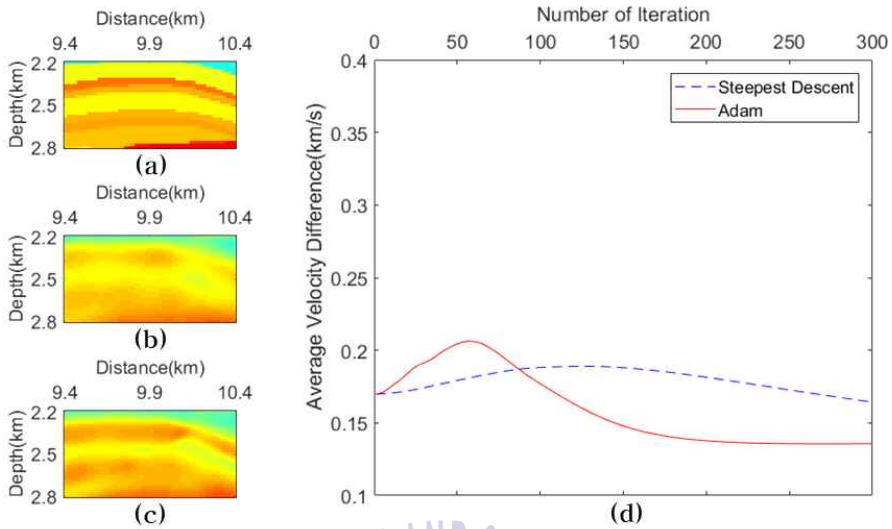 Distance(km)
9.4 9.9 10.4
2.2
2.5
2.8
Depth(km)
(a)
Distance(km)
9.4 9.9 10.4
2.2
2.5
2.8
Depth(km)
(b)
Distance(km)
9.4 9.9 10.4
2.2
2.5
2.8
Depth(km)
(c)
Number of Iteration
0 50 100 150 200 250 300
0.4
0.35
0.3
0.25
0.2
0.15
0.1
Average Velocity Difference(km/s)
Steepest Descent
Adam
(d)